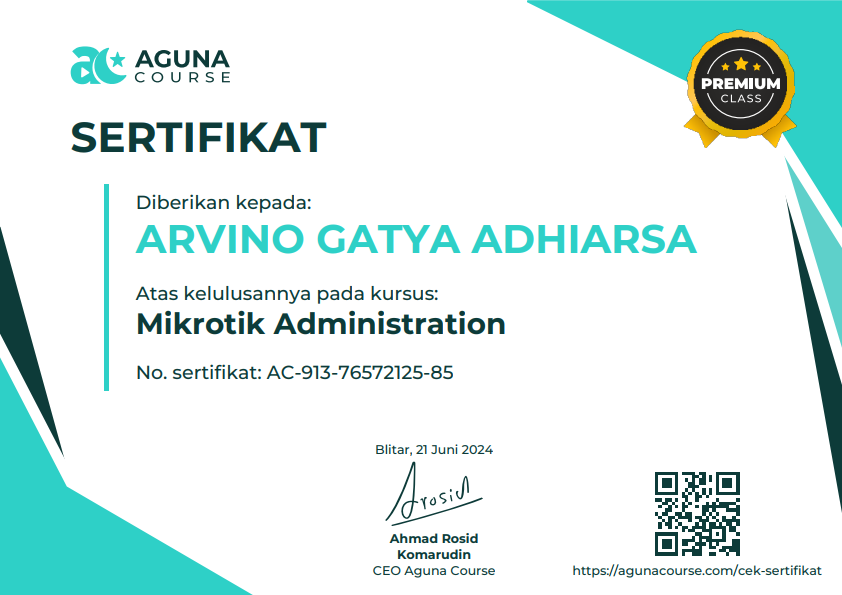 AGUNA
COURSE
PREMIUM
CLASS
SERTIFIKAT
Diberikan kepada:
ARVINO GATYA ADHIARSA
Atas kelulusannya pada kursus:
Mikrotik Administration
No. sertifikat: AC-913-76572125-85
Blitar, 21 Juni 2024
Arosid
Ahmad Rosid
Komarudin
CEO Aguna Course
https://agunacourse.com/cek-sertifikat